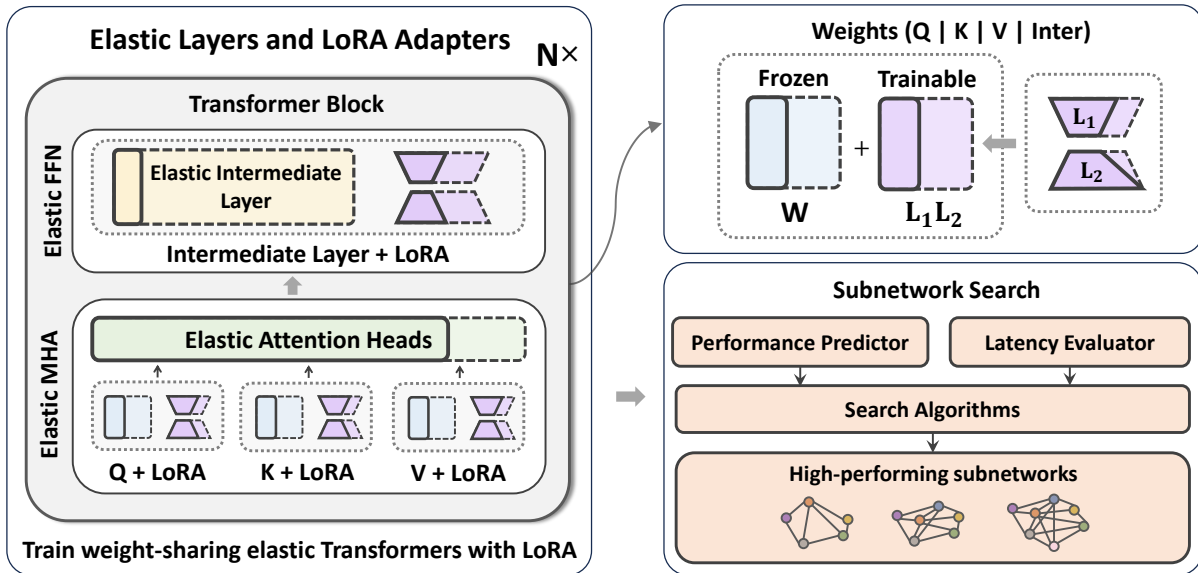 Elastic Layers and LoRA Adapters
N×
Transformer Block
Elastic FFN
Elastic Intermediate
Layer
Intermediate Layer + LoRA
Elastic MHA
Elastic Attention Heads
Q + LoRA
K + LoRA
V + LoRA
Train weight-sharing elastic Transformers with LoRA
Weights (Q | K | V | Inter)
Frozen
Trainable
+
W
L₁L₂
L₁
L₂
Subnetwork Search
Performance Predictor
Latency Evaluator
Search Algorithms
High-performing subnetworks